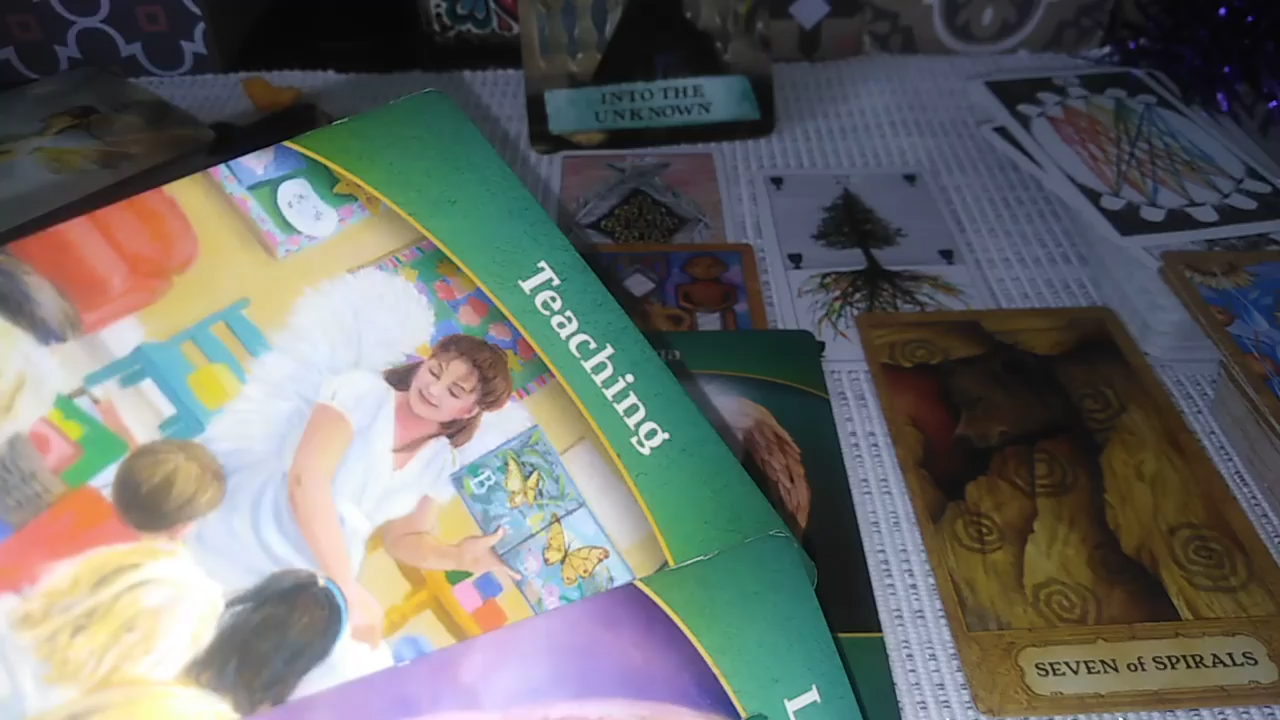 INTO THE
UNKNOWN
Teaching
B
L
SEVEN of SPIRALS